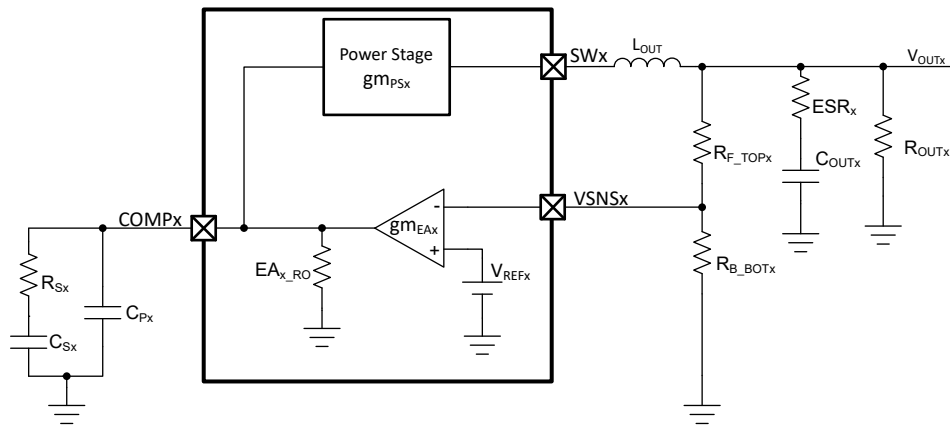 Power Stage
gmPSx
SWx
LOUT
VOUTx
ESRx
COUTx
ROUTx
RF_TOPx
COMPx
VSNSx
gmEAx
-
+
RSx
CPx
CSx
EAx_RO
VREFx
RB_BOTx